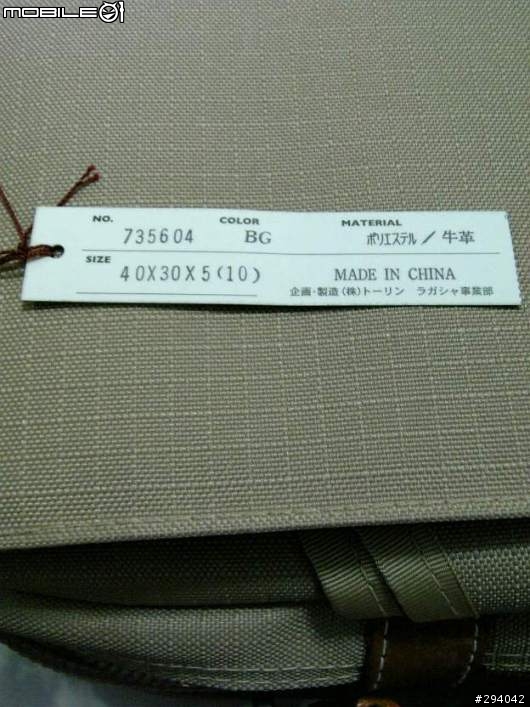 MOBILE01
NO. 735604 COLOR BG MATERIAL ﾎﾟﾘｴｽﾃﾙ／牛革
SIZE 40X30X5(10) MADE IN CHINA
企画・製造（株）トーリン ラガシャ事業部
#294042